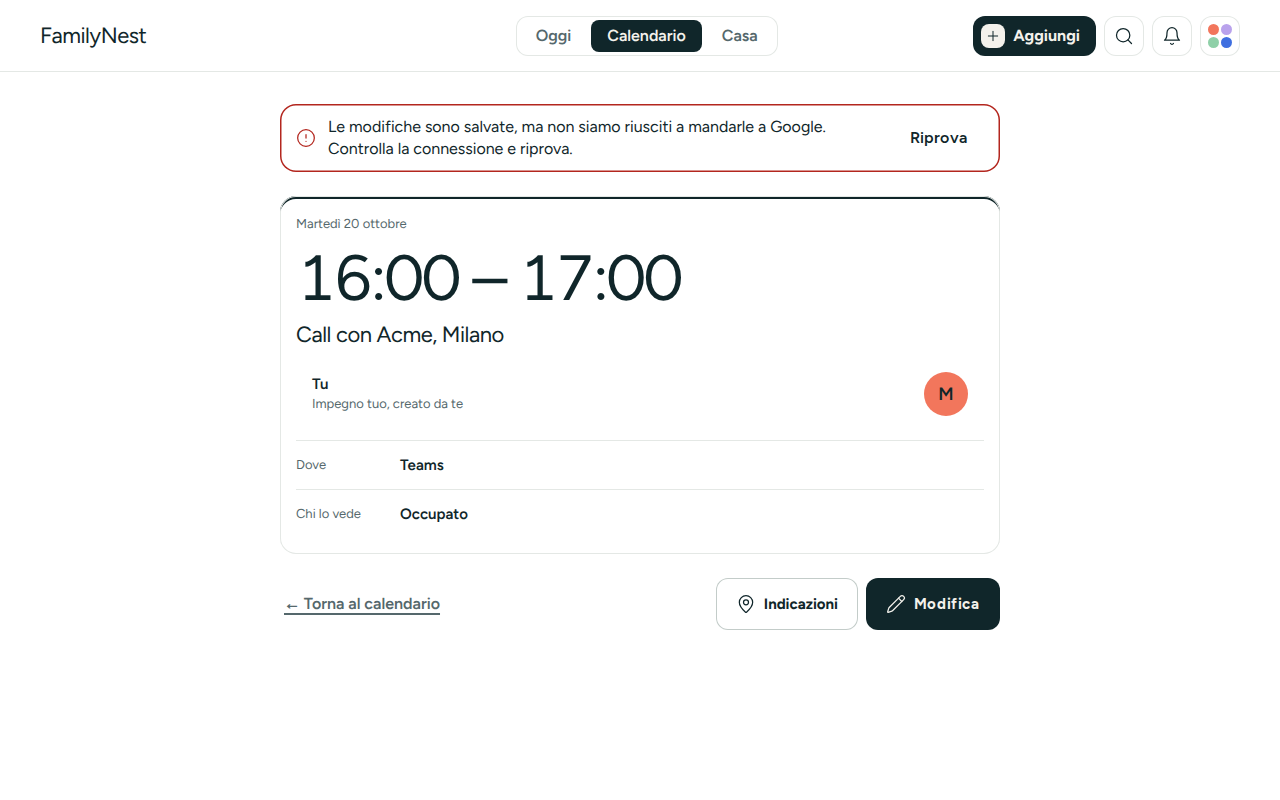 FamilyNest
Oggi
Calendario
Casa
Aggiungi
Le modifiche sono salvate, ma non siamo riusciti a mandarle a Google.
Controlla la connessione e riprova.
Riprova
Martedì 20 ottobre
16:00 – 17:00
Call con Acme, Milano
Tu
Impegno tuo, creato da te
M
Dove
Teams
Chi lo vede
Occupato
← Torna al calendario
Indicazioni
Modifica